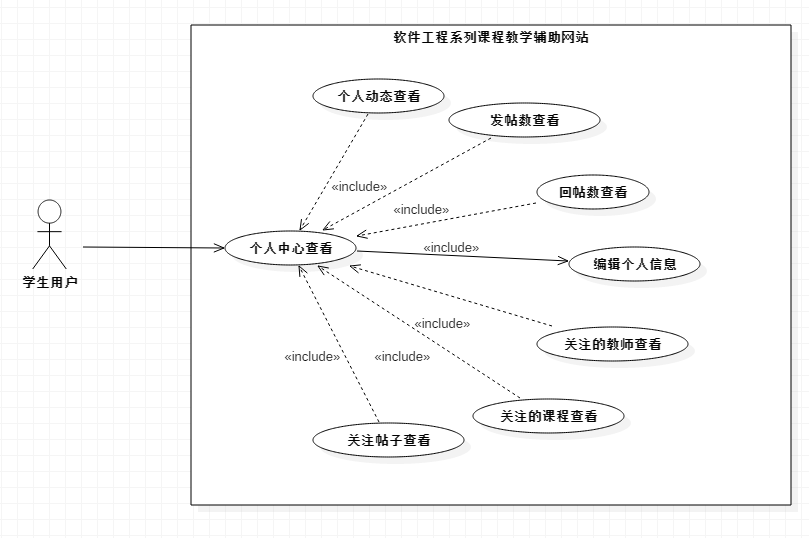 软件工程系列课程教学辅助网站
个人动态查看
发帖数查看
«include»
回帖数查看
«include»
个人中心查看
«include»
编辑个人信息
学生用户
«include»
关注的教师查看
«include»
«include»
关注的课程查看
关注帖子查看